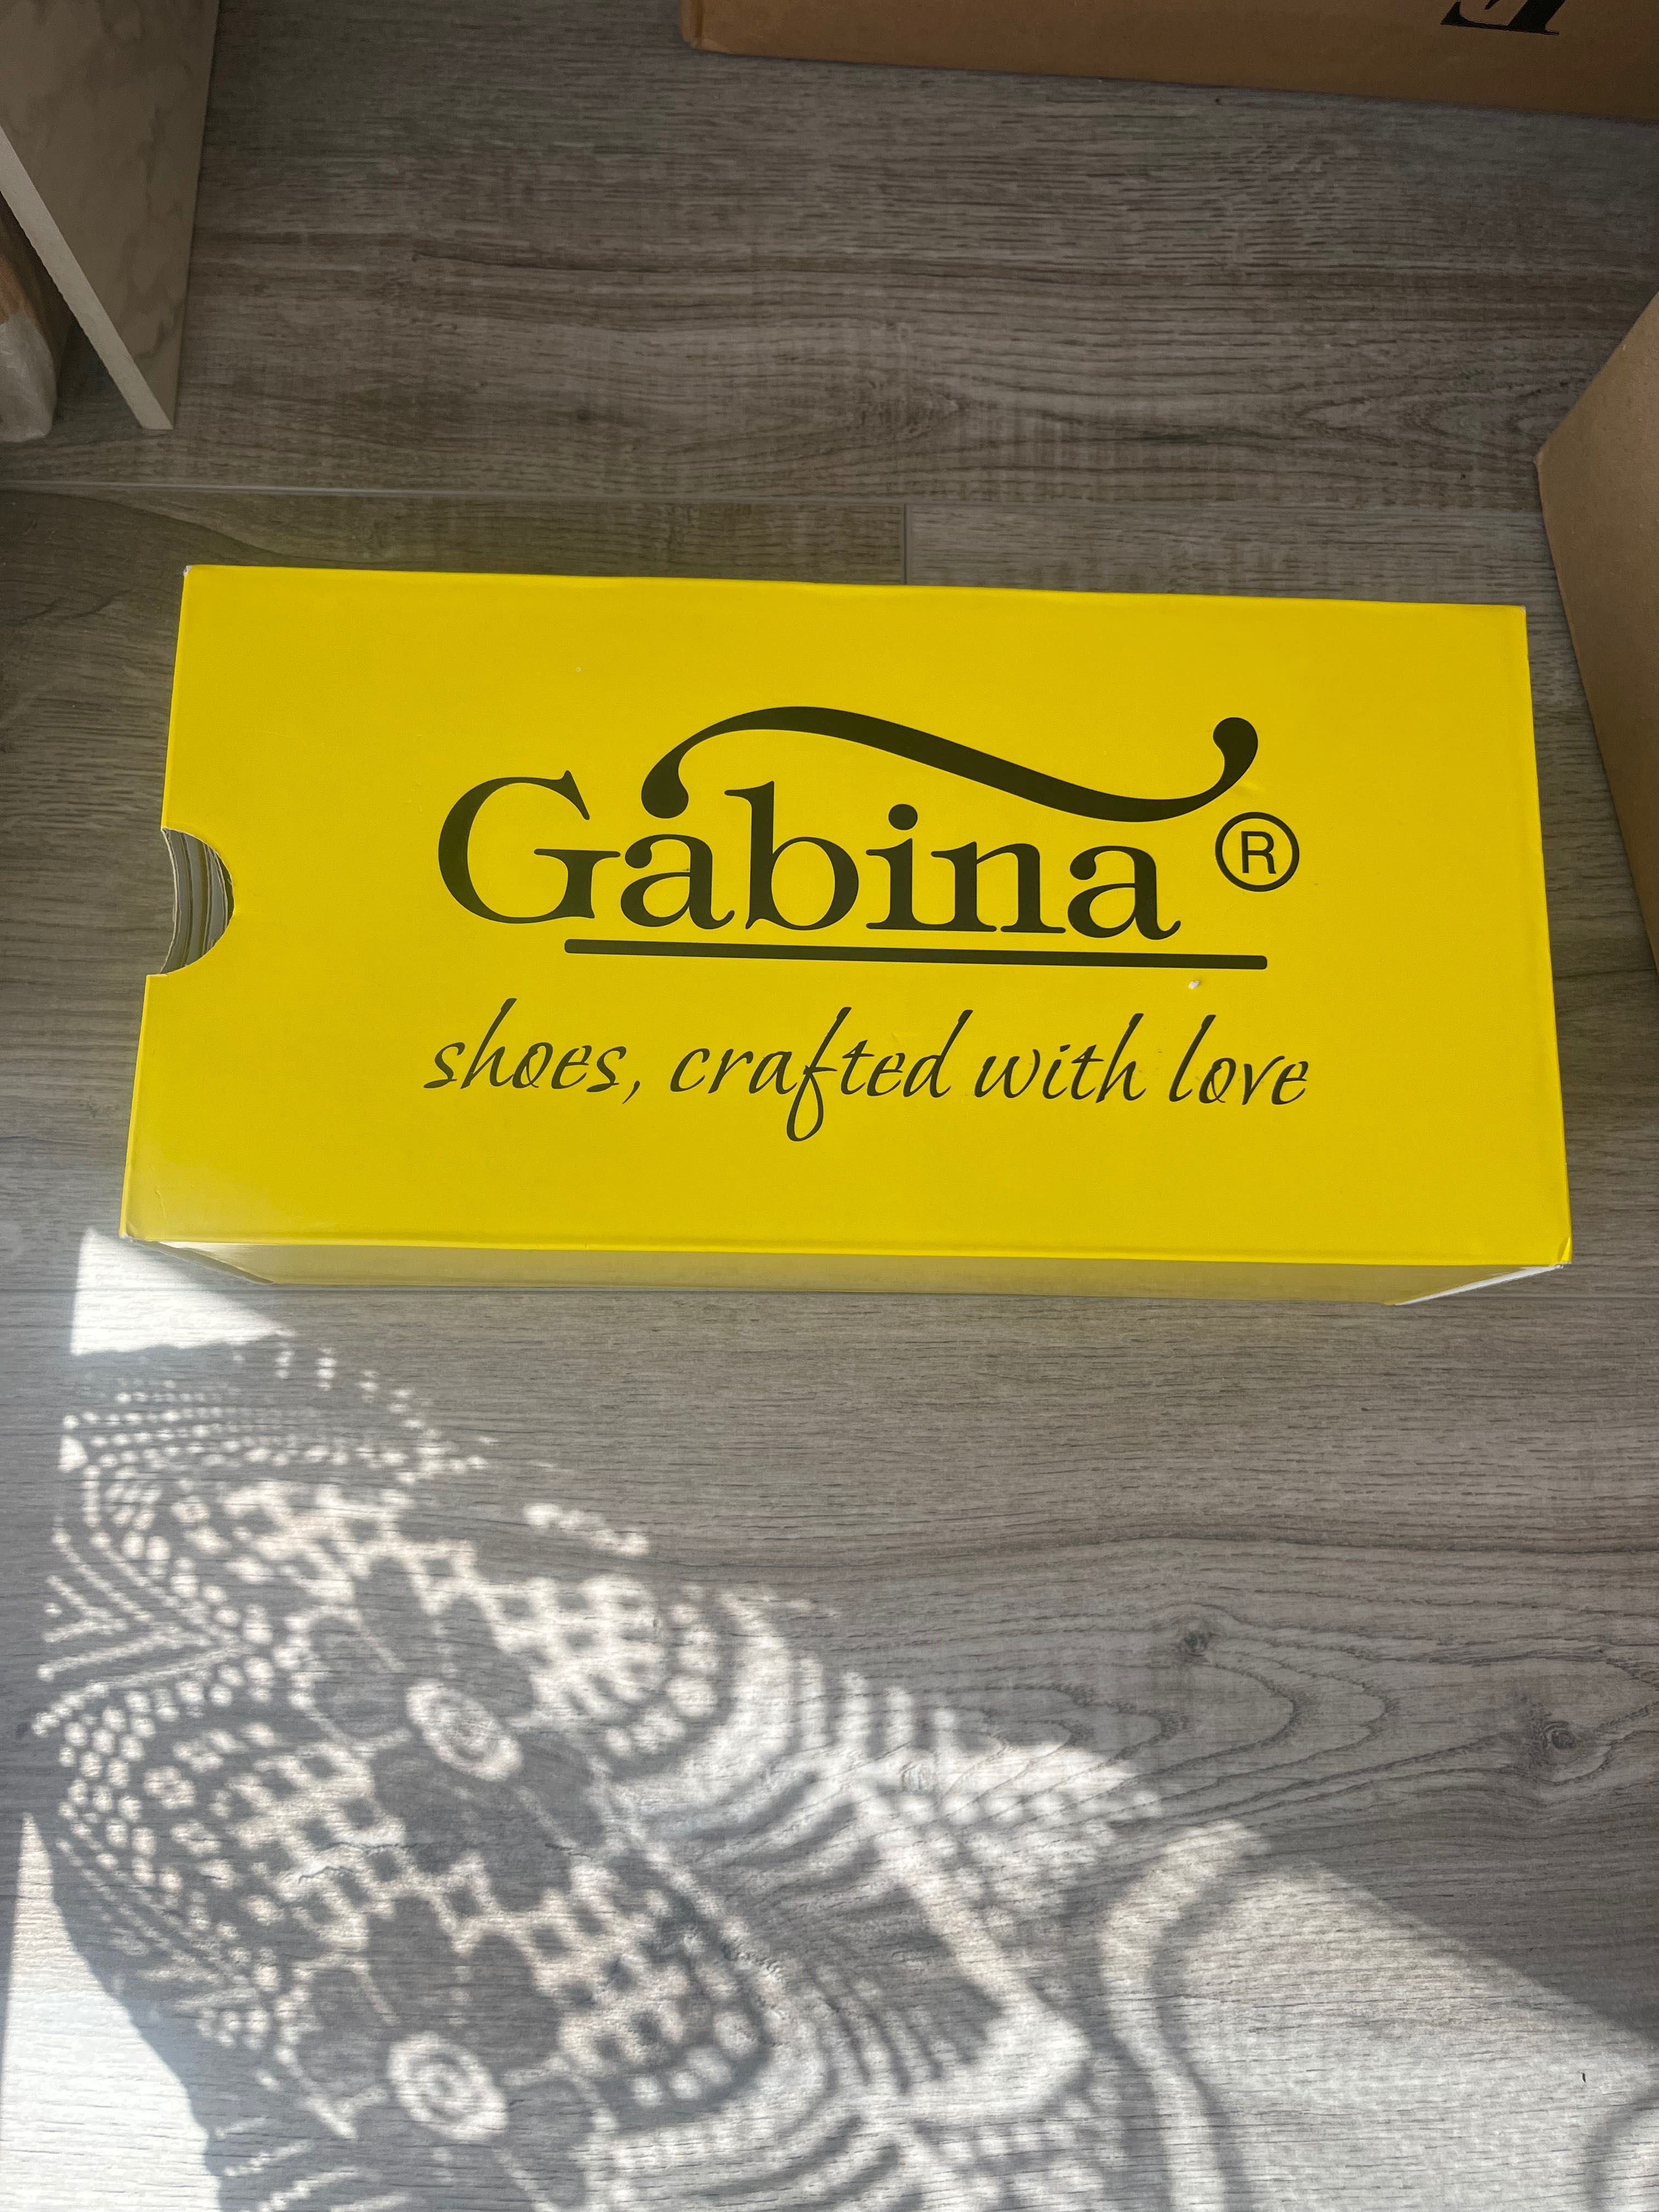 Gabina ®
shoes, crafted with love